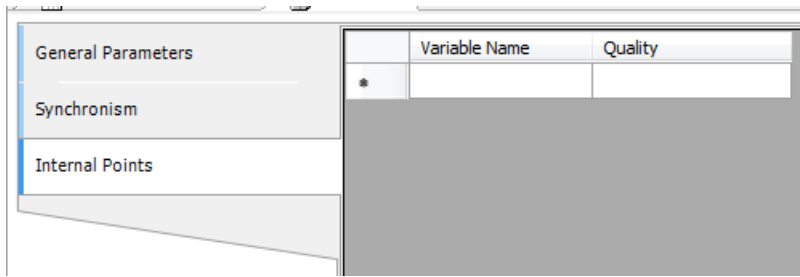 General Parameters
Synchronism
Internal Points
Variable Name Quality